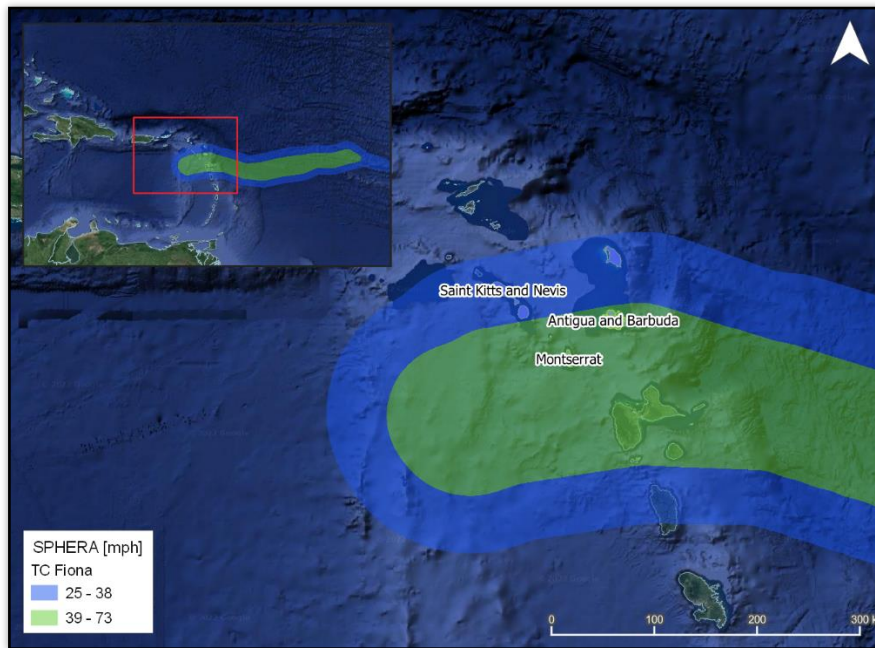 Saint Kitts and Nevis
Antigua and Barbuda
Montserrat
SPHERA [mph]
TC Fiona
25 - 38
39 - 73
0 100 200 300 k